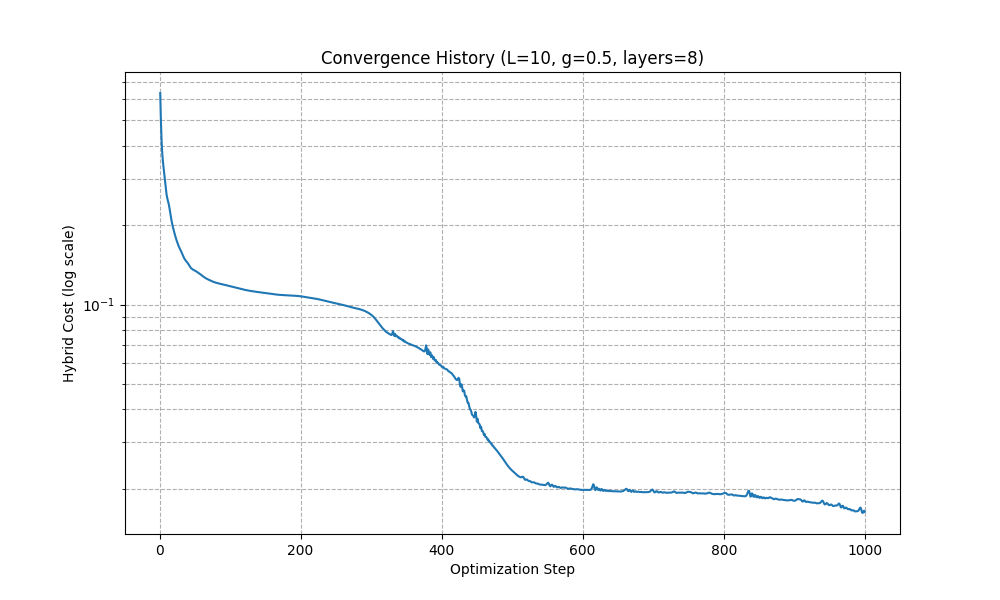 Convergence History (L=10, g=0.5, layers=8)
Hybrid Cost (log scale)
10⁻¹
0 200 400 600 800 1000
Optimization Step